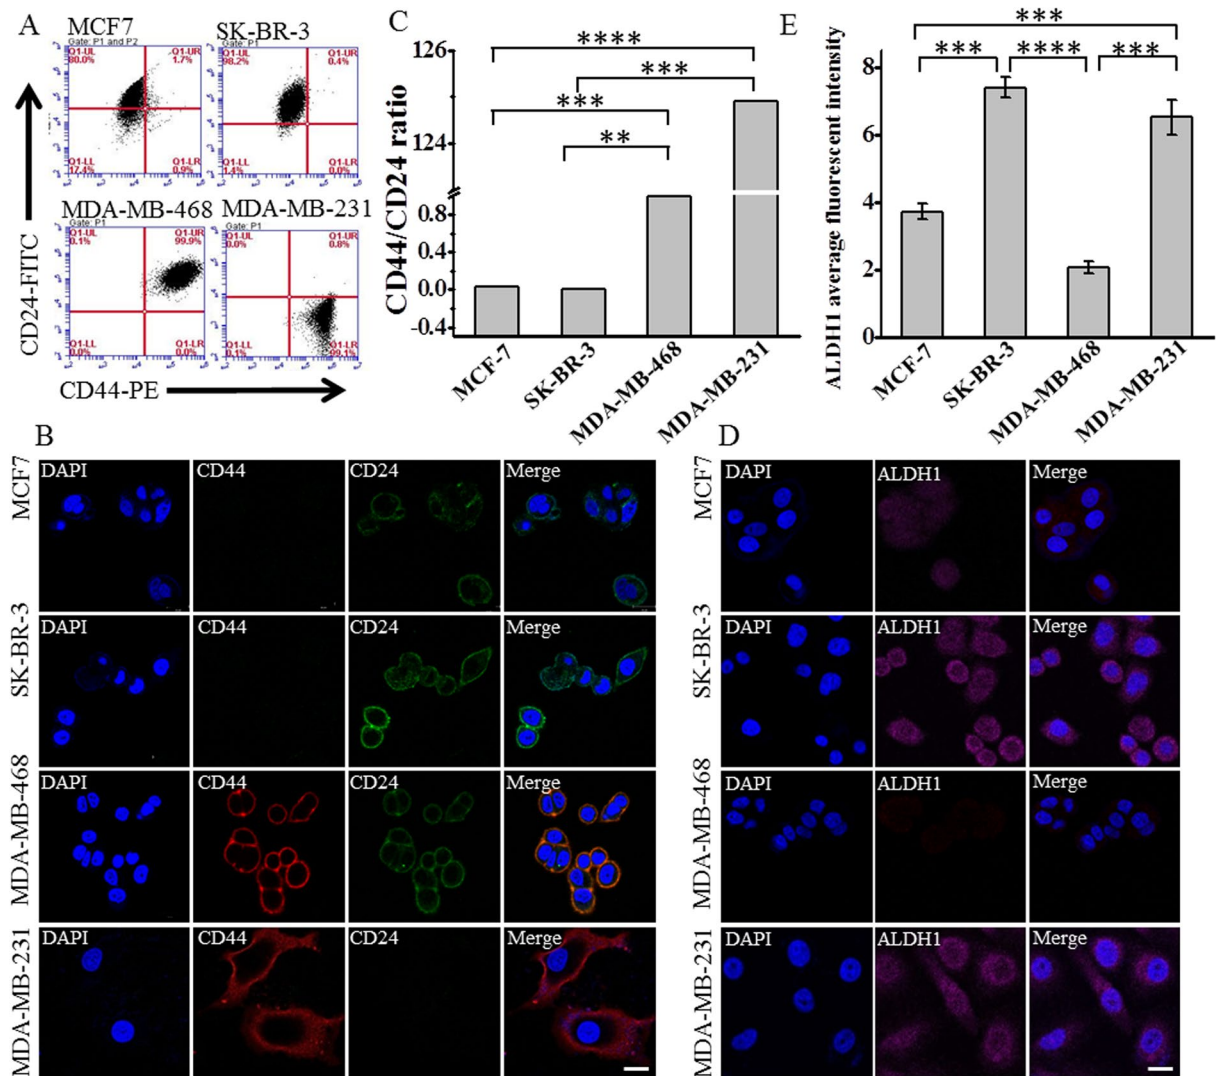 A
MCF7
Gate: P1 and P2
Q1-UL
80.0%
Q1-UR
1.7%
Q1-LL
17.4%
Q1-LR
0.9%
SK-BR-3
Gate: P1
Q1-UL
98.2%
Q1-UR
0.4%
Q1-LL
1.4%
Q1-LR
0.0%
MDA-MB-468
Gate: P1
Q1-UL
0.1%
Q1-UR
99.9%
Q1-LL
0.0%
Q1-LR
0.0%
MDA-MB-231
Gate: P1
Q1-UL
0.0%
Q1-UR
0.8%
Q1-LL
0.1%
Q1-LR
99.1%
CD24-FITC
CD44-PE
C
CD44/CD24 ratio
126
124
0.8
0.4
0.0
-0.4
****
***
***
**
MCF-7
SK-BR-3
MDA-MB-468
MDA-MB-231
E
ALDH1 average fluorescent intensity
8
6
4
2
0
***
***
****
***
MCF-7
SK-BR-3
MDA-MB-468
MDA-MB-231
B
MCF7
DAPI
CD44
CD24
Merge
SK-BR-3
DAPI
CD44
CD24
Merge
MDA-MB-468
DAPI
CD44
CD24
Merge
MDA-MB-231
DAPI
CD44
CD24
Merge
D
MCF7
DAPI
ALDH1
Merge
SK-BR-3
DAPI
ALDH1
Merge
MDA-MB-468
DAPI
ALDH1
Merge
MDA-MB-231
DAPI
ALDH1
Merge